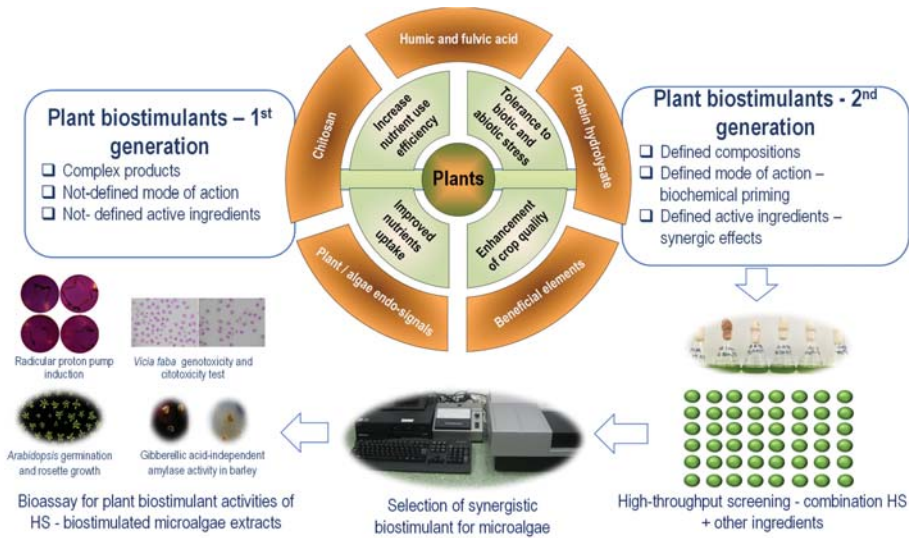 Humic and fulvic acid
Chitosan
Protein hydrolysate
Plant / algae endo-signals
Beneficial elements
Increase
nutrient use
efficiency
Tolerance to
biotic and
abiotic stress
Plants
Improved
nutrients
uptake
Enhancement
of crop quality
Plant biostimulants – 1st
generation
❑ Complex products
❑ Not-defined mode of action
❑ Not- defined active ingredients
Plant biostimulants - 2nd
generation
❑ Defined compositions
❑ Defined mode of action –
biochemical priming
❑ Defined active ingredients –
synergic effects
Radicular proton pump
induction
Vicia faba genotoxicity and
citotoxicity test
Arabidopsis germination
and rosette growth
Gibberellic acid-independent
amylase activity in barley
Bioassay for plant biostimulant activities of
HS - biostimulated microalgae extracts
Selection of synergistic
biostimulant for microalgae
High-throughput screening - combination HS
+ other ingredients